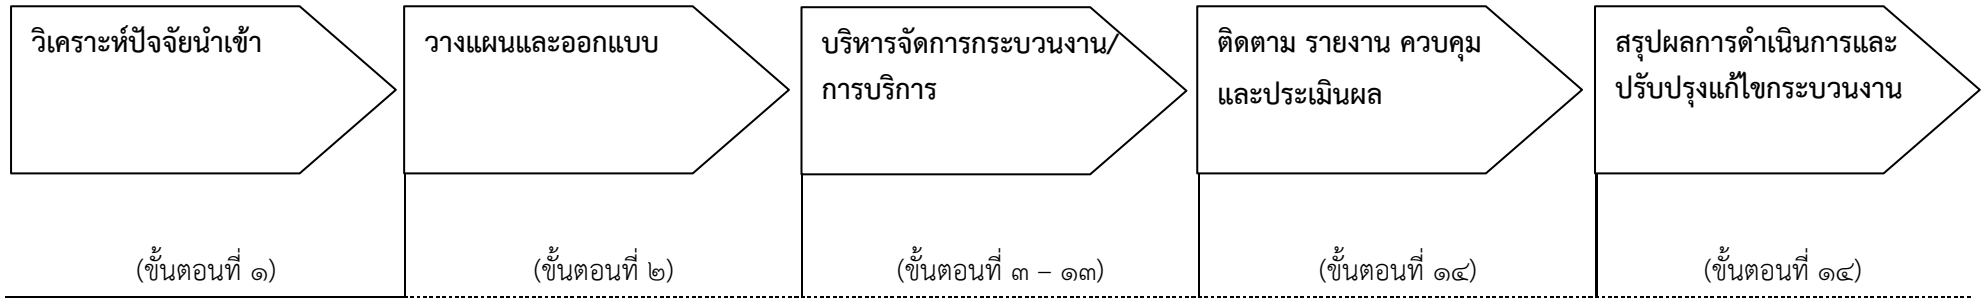 วิเคราะห์ปัจจัยนำเข้า
วางแผนและออกแบบ
บริหารจัดการกระบวนงาน/
การบริการ
ติดตาม รายงาน ควบคุม
และประเมินผล
สรุปผลการดำเนินการและ
ปรับปรุงแก้ไขกระบวนงาน
(ขั้นตอนที่ ๑)
(ขั้นตอนที่ ๒)
(ขั้นตอนที่ ๓ – ๑๓)
(ขั้นตอนที่ ๑๔)
(ขั้นตอนที่ ๑๔)